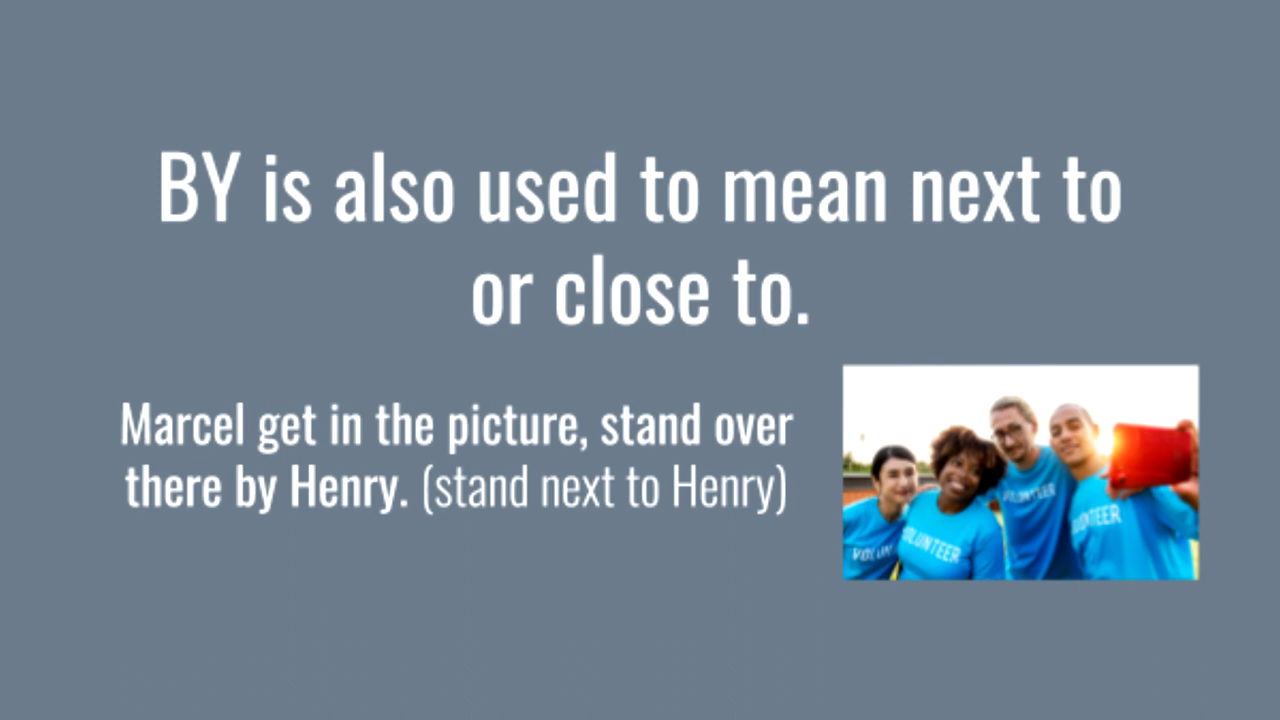 BY is also used to mean next to
or close to.
Marcel get in the picture, stand over
there by Henry. (stand next to Henry)
VOLUNTEER
VOLUNTEER